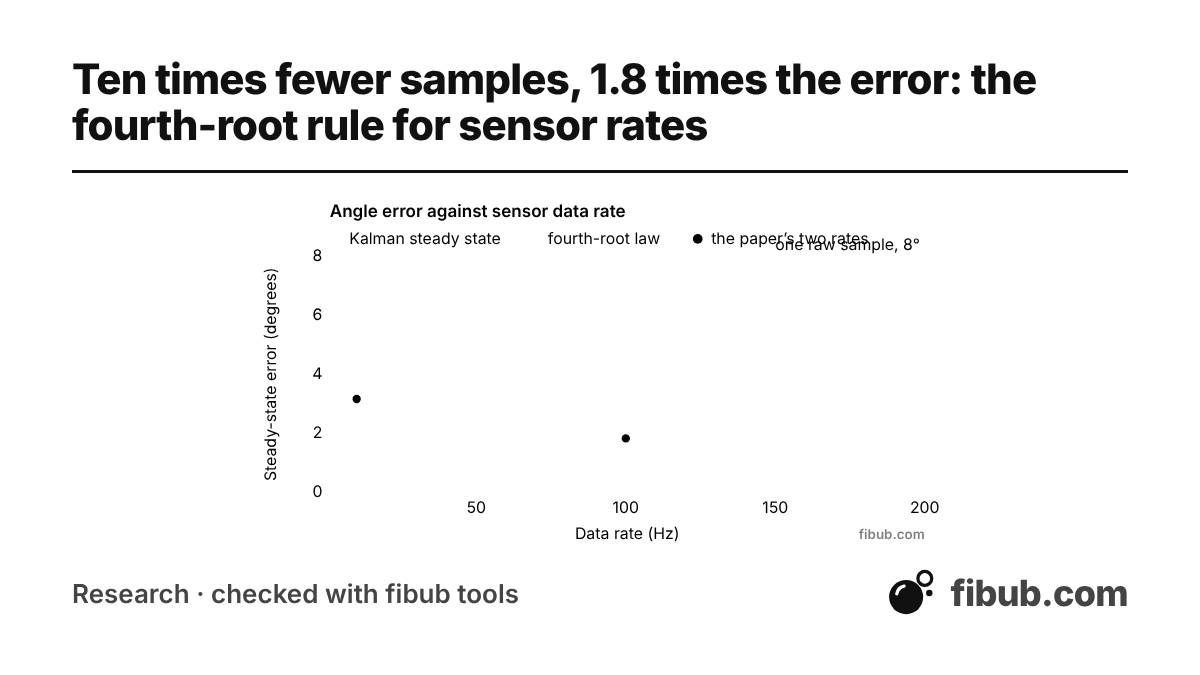 Ten times fewer samples, 1.8 times the error: the
fourth-root rule for sensor rates
Angle error against sensor data rate
Kalman steady state fourth-root law the paper's two rates
one raw sample, 8°
Steady-state error (degrees)
8
6
4
2
0
50 100 150 200
Data rate (Hz)
fibub.com
Research · checked with fibub tools
fibub.com